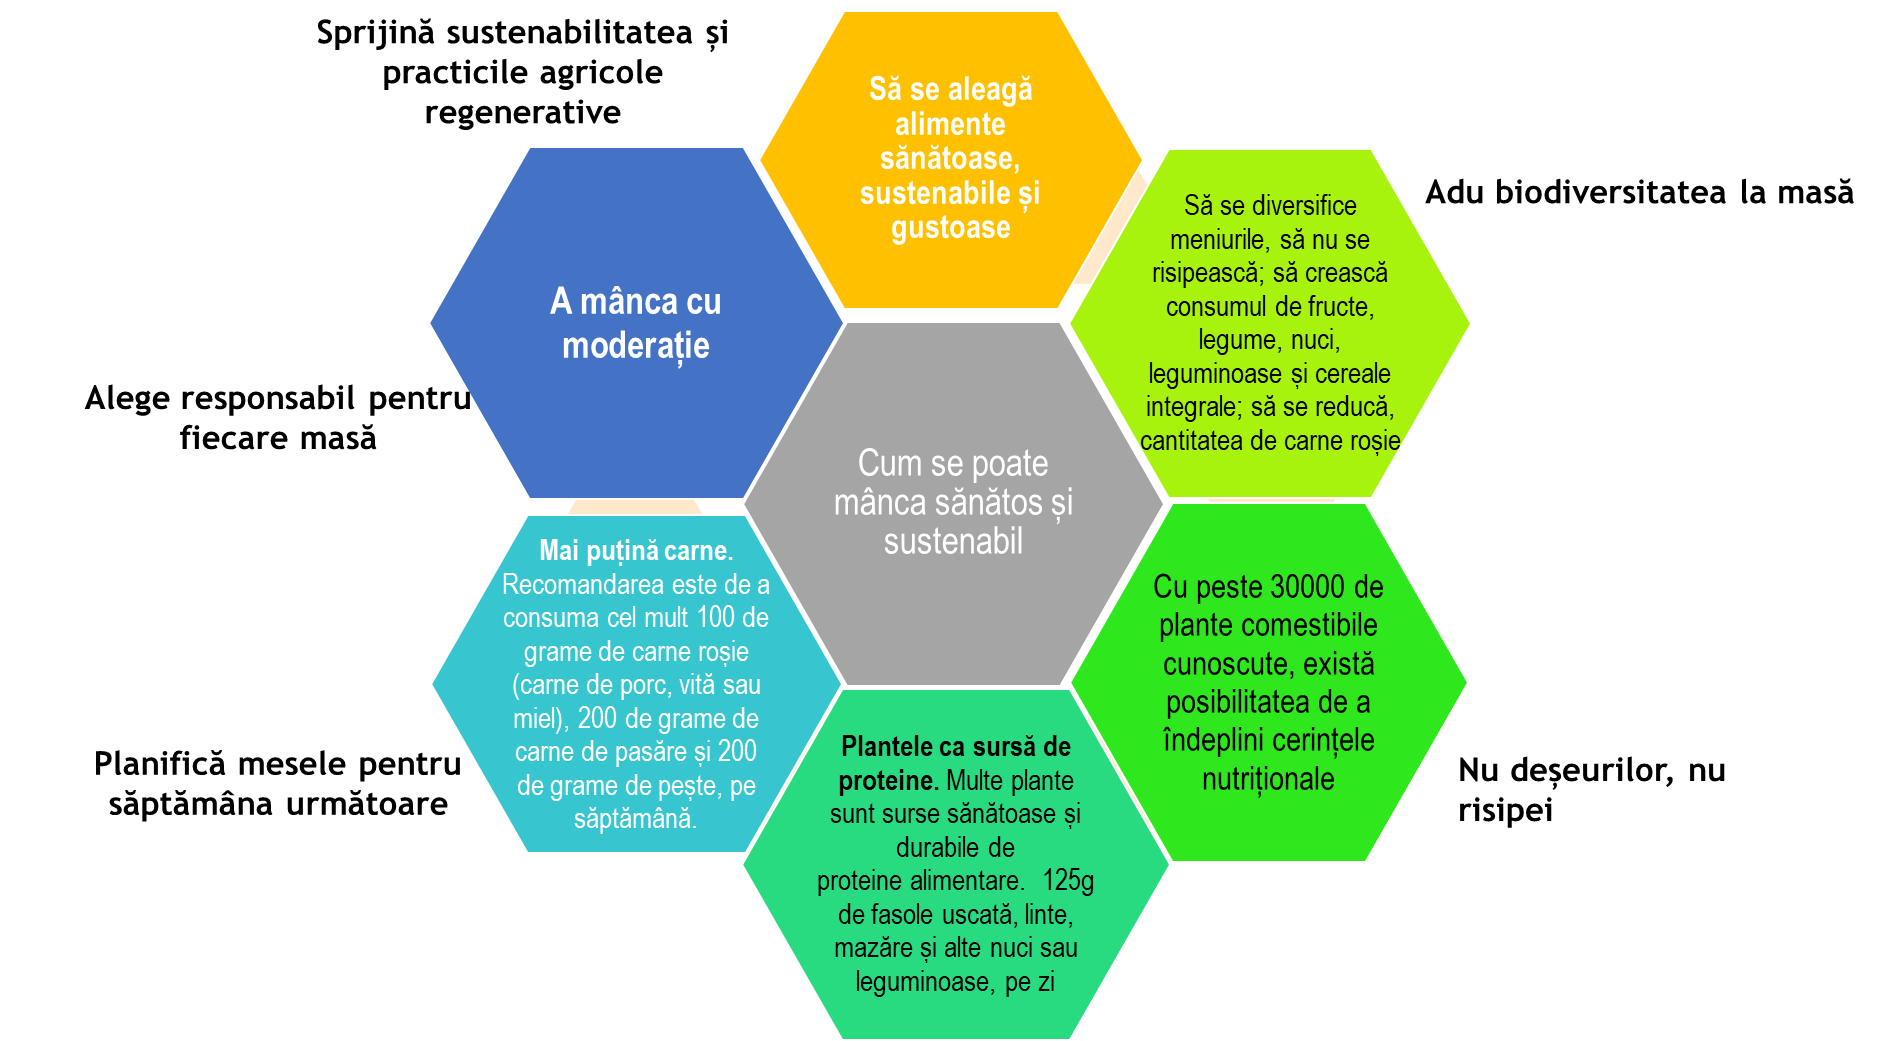 Sprijină sustenabilitatea și
practicile agricole
regenerative
Să se aleagă
alimente
sănătoase,
sustenabile și
gustoase
Adu biodiversitatea la masă
Să se diversifice
meniurile, să nu se
risipească; să crească
consumul de fructe,
legume, nuci,
leguminoase și cereale
integrale; să se reducă,
cantitatea de carne roșie
A mânca cu
moderație
Alege responsabil pentru
fiecare masă
Cum se poate
mânca sănătos și
sustenabil
Mai puțină carne.
Recomandarea este de a
consuma cel mult 100 de
grame de carne roșie
(carne de porc, vită sau
miel), 200 de grame de
carne de pasăre și 200
de grame de pește, pe
săptămână.
Cu peste 30000 de
plante comestibile
cunoscute, există
posibilitatea de a
îndeplini cerințele
nutriționale
Planifică mesele pentru
săptămâna următoare
Nu deșeurilor, nu
risipei
Plantele ca sursă de
proteine. Multe plante
sunt surse sănătoase și
durabile de
proteine alimentare.  125g
de fasole uscată, linte,
mazăre și alte nuci sau
leguminoase, pe zi